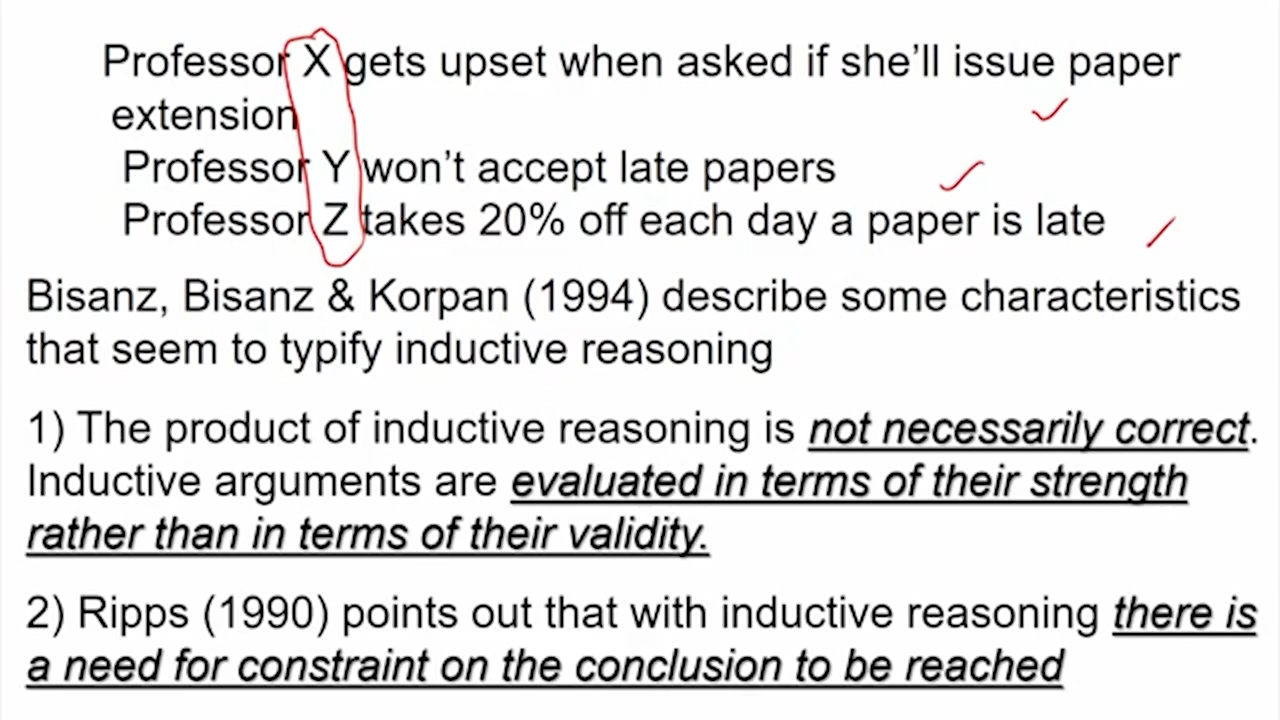 Professor X gets upset when asked if she'll issue paper
extension
Professor Y won't accept late papers
Professor Z takes 20% off each day a paper is late
Bisanz, Bisanz & Korpan (1994) describe some characteristics
that seem to typify inductive reasoning
1) The product of inductive reasoning is not necessarily correct.
Inductive arguments are evaluated in terms of their strength
rather than in terms of their validity.
2) Ripps (1990) points out that with inductive reasoning there is
a need for constraint on the conclusion to be reached